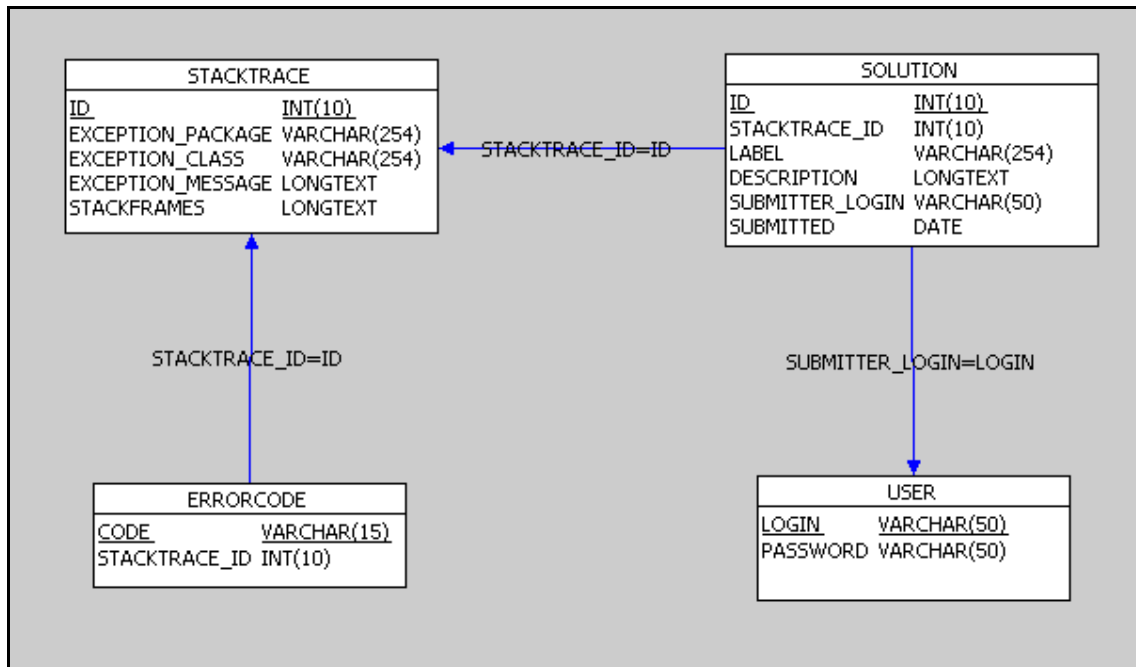 STACKTRACE
ID INT(10)
EXCEPTION_PACKAGE VARCHAR(254)
EXCEPTION_CLASS VARCHAR(254)
EXCEPTION_MESSAGE LONGTEXT
STACKFRAMES LONGTEXT
STACKTRACE_ID=ID
SOLUTION
ID INT(10)
STACKTRACE_ID INT(10)
LABEL VARCHAR(254)
DESCRIPTION LONGTEXT
SUBMITTER_LOGIN VARCHAR(50)
SUBMITTED DATE
STACKTRACE_ID=ID
SUBMITTER_LOGIN=LOGIN
ERRORCODE
CODE VARCHAR(15)
STACKTRACE_ID INT(10)
USER
LOGIN VARCHAR(50)
PASSWORD VARCHAR(50)